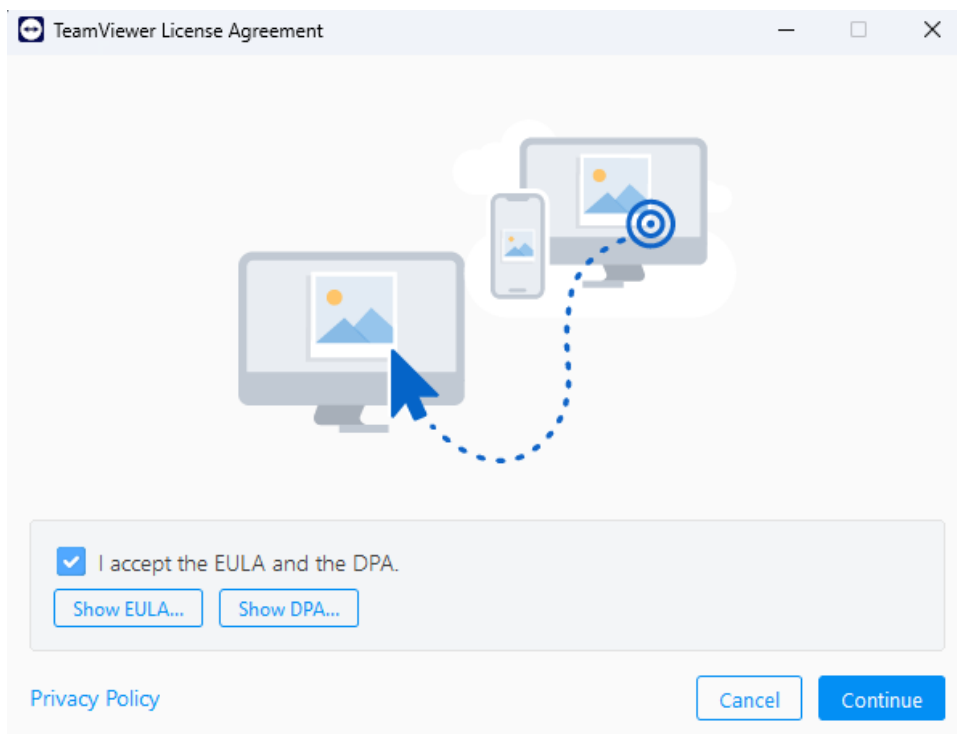 TeamViewer License Agreement
I accept the EULA and the DPA.
Show EULA...
Show DPA...
Privacy Policy
Cancel
Continue